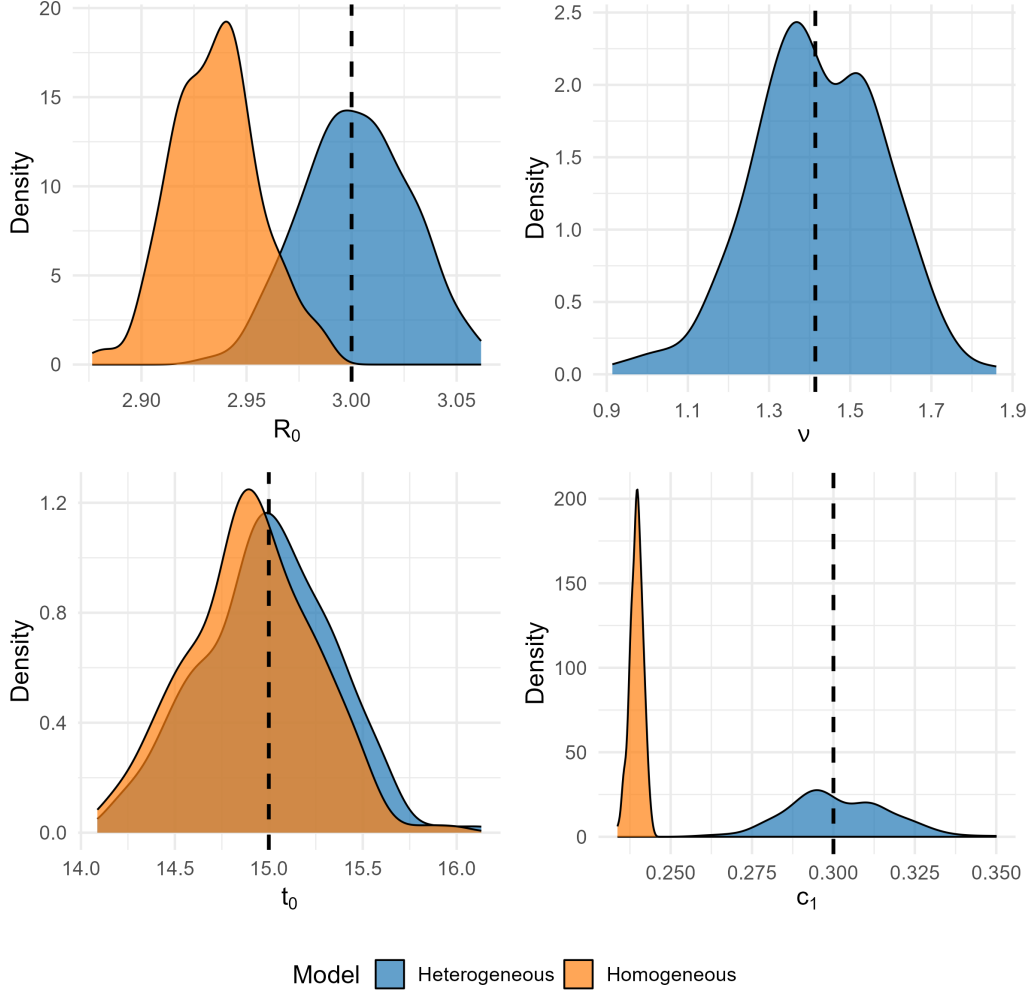 Density
20
15
10
5
0
2.90 2.95 3.00 3.05
R₀
Density
2.5
2.0
1.5
1.0
0.5
0.0
0.9 1.1 1.3 1.5 1.7 1.9
ν
Density
1.2
0.8
0.4
0.0
14.0 14.5 15.0 15.5 16.0
t₀
Density
200
150
100
50
0
0.250 0.275 0.300 0.325 0.350
c₁
Model Heterogeneous Homogeneous